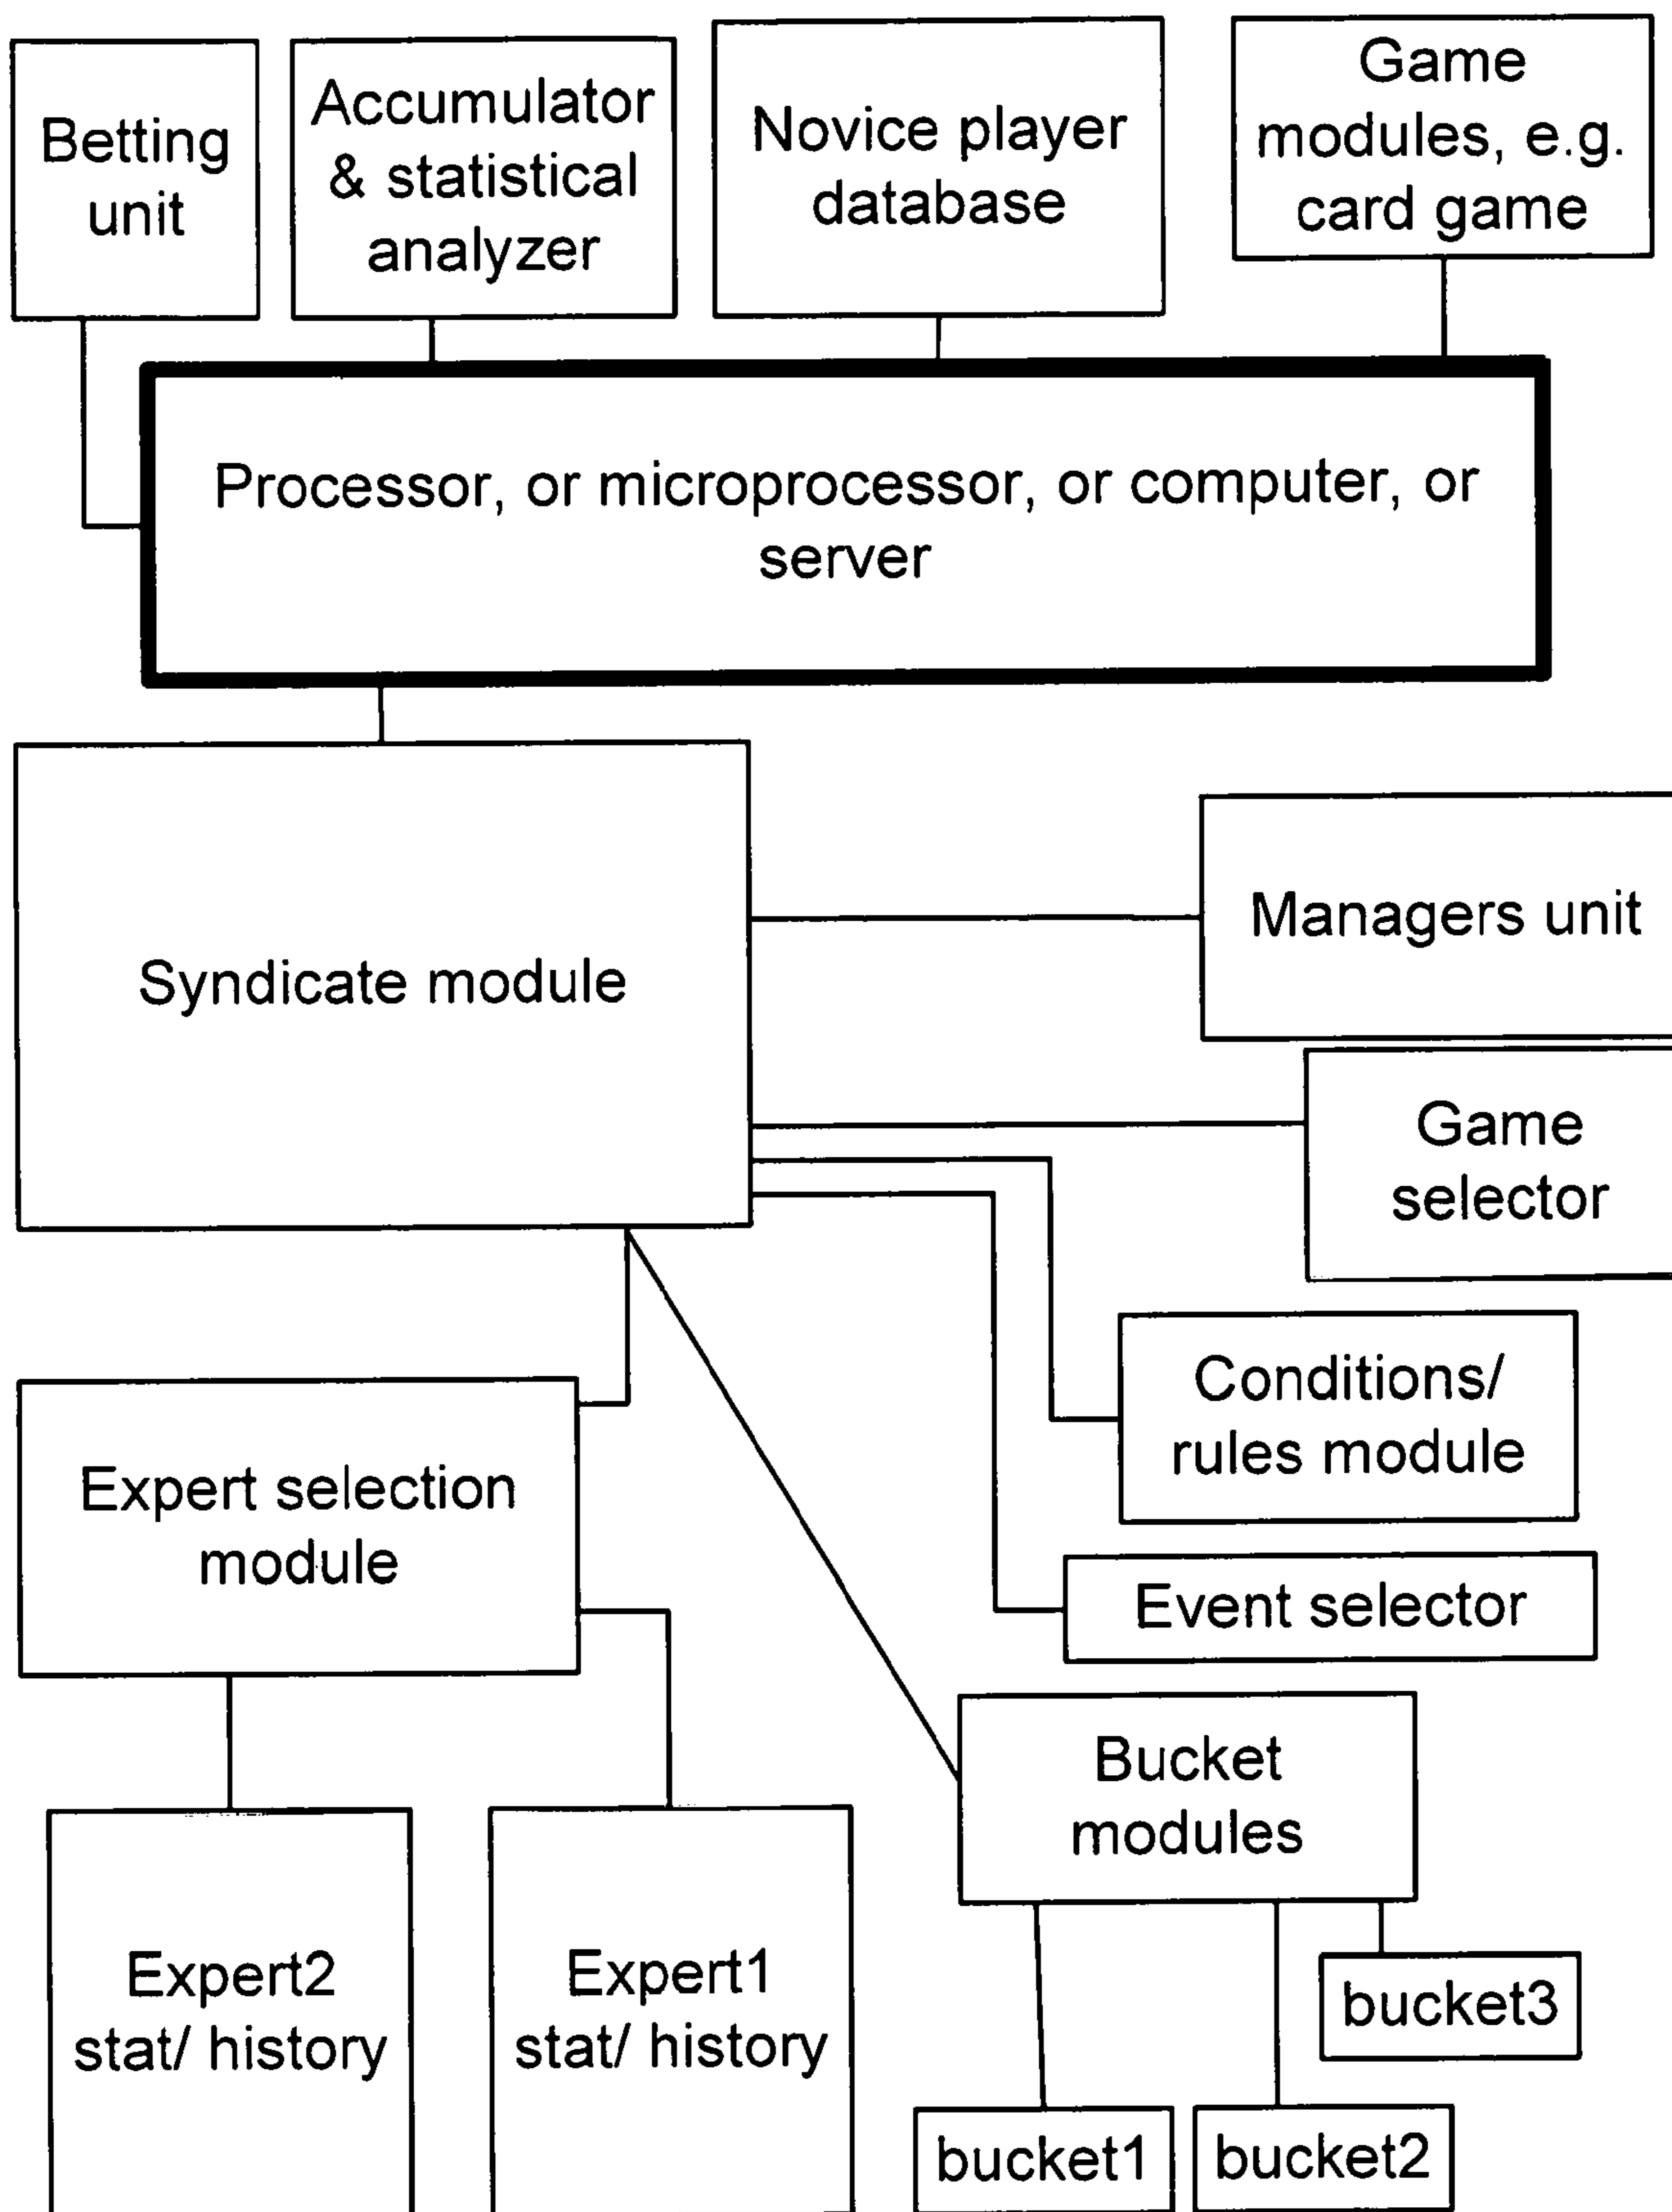 Betting
unit
Accumulator
& statistical
analyzer
Novice player
database
Game
modules, e.g.
card game
Processor, or microprocessor, or computer, or
server
Syndicate module
Managers unit
Game
selector
Conditions/
rules module
Expert selection
module
Event selector
Bucket
modules
Expert2
stat/ history
Expert1
stat/ history
bucket3
bucket1
bucket2